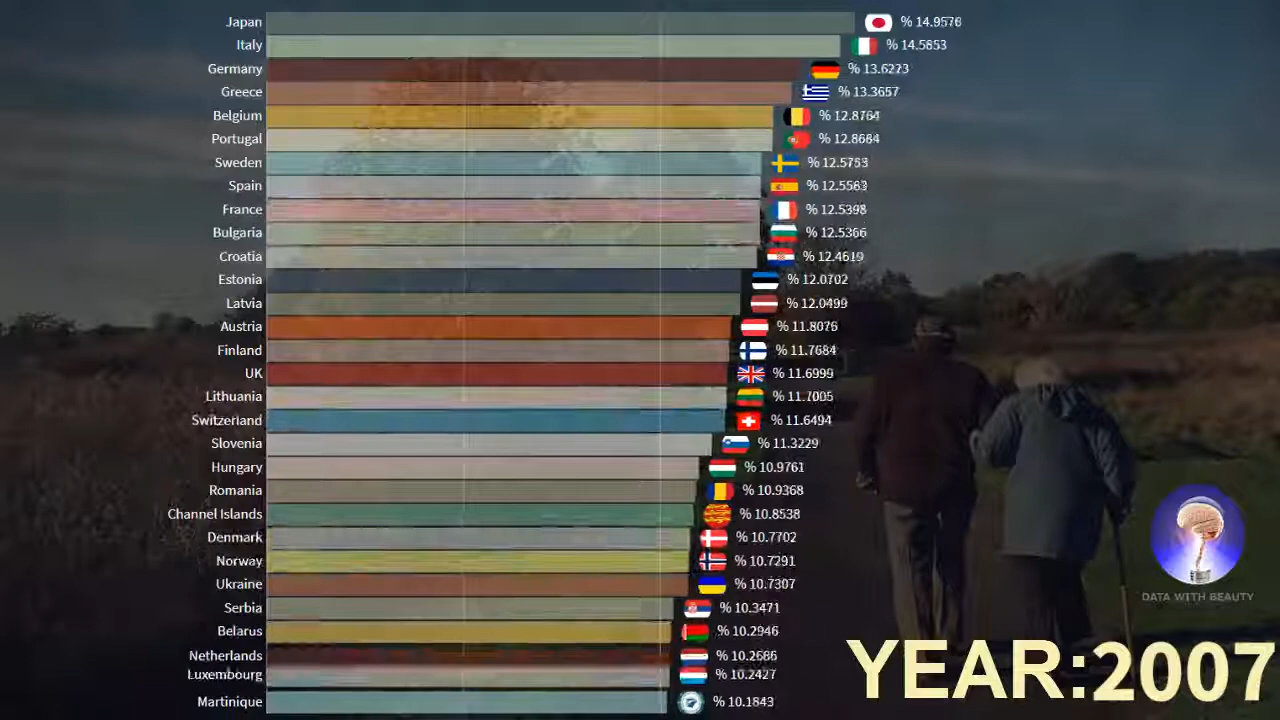 Japan % 14.9576
Italy % 14.5853
Germany % 13.6223
Greece % 13.3657
Belgium % 12.8764
Portugal % 12.8684
Sweden % 12.5753
Spain % 12.5563
France % 12.5398
Bulgaria % 12.5366
Croatia % 12.4619
Estonia % 12.0702
Latvia % 12.0499
Austria % 11.8076
Finland % 11.7684
UK % 11.6999
Lithuania % 11.7005
Switzerland % 11.6494
Slovenia % 11.3229
Hungary % 10.9761
Romania % 10.9368
Channel Islands % 10.8538
Denmark % 10.7702
Norway % 10.7291
Ukraine % 10.7307
Serbia % 10.3471
Belarus % 10.2946
Netherlands % 10.2686
Luxembourg % 10.2427
Martinique % 10.1843
DATA WITH BEAUTY
YEAR:2007